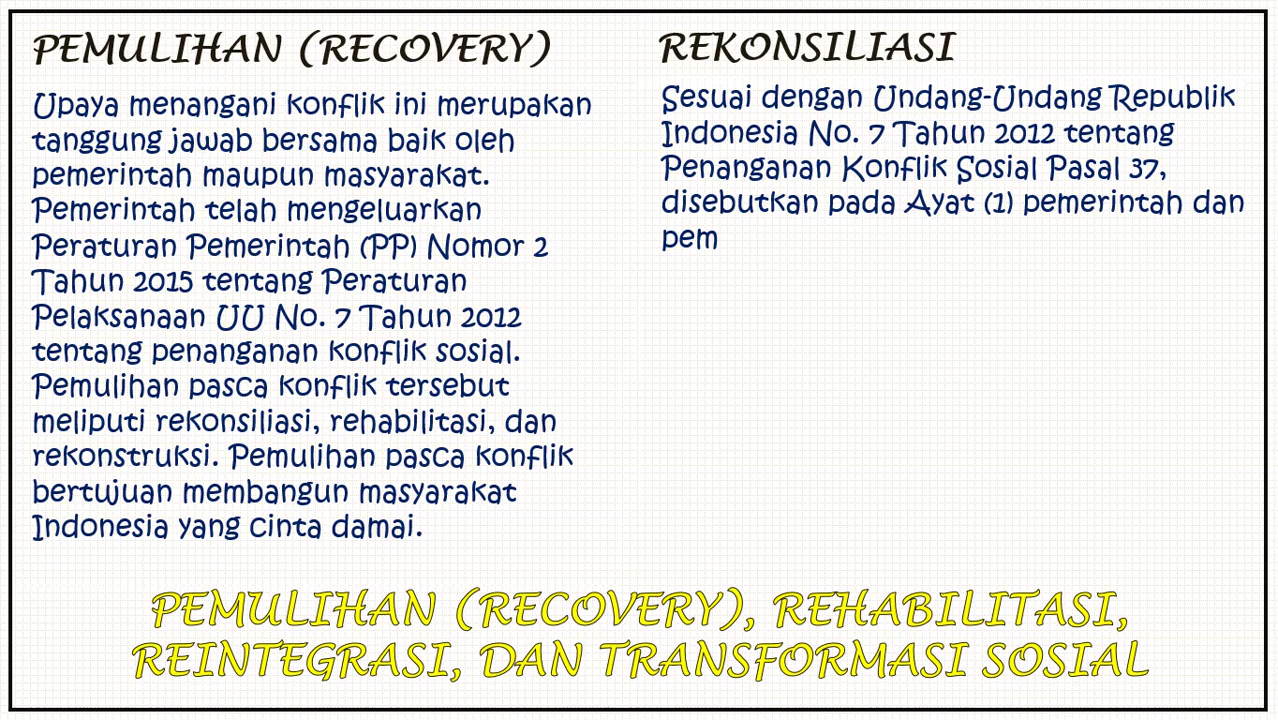 PEMULIHAN (RECOVERY)
Upaya menangani konflik ini merupakan
tanggung jawab bersama baik oleh
pemerintah maupun masyarakat.
Pemerintah telah mengeluarkan
Peraturan Pemerintah (PP) Nomor 2
Tahun 2015 tentang Peraturan
Pelaksanaan UU No. 7 Tahun 2012
tentang penanganan konflik sosial.
Pemulihan pasca konflik tersebut
meliputi rekonsiliasi, rehabilitasi, dan
rekonstruksi. Pemulihan pasca konflik
bertujuan membangun masyarakat
Indonesia yang cinta damai.
REKONSILIASI
Sesuai dengan Undang-Undang Republik
Indonesia No. 7 Tahun 2012 tentang
Penanganan Konflik Sosial Pasal 37,
disebutkan pada Ayat (1) pemerintah dan
pem
PEMULIHAN (RECOVERY), REHABILITASI,
REINTEGRASI, DAN TRANSFORMASI SOSIAL